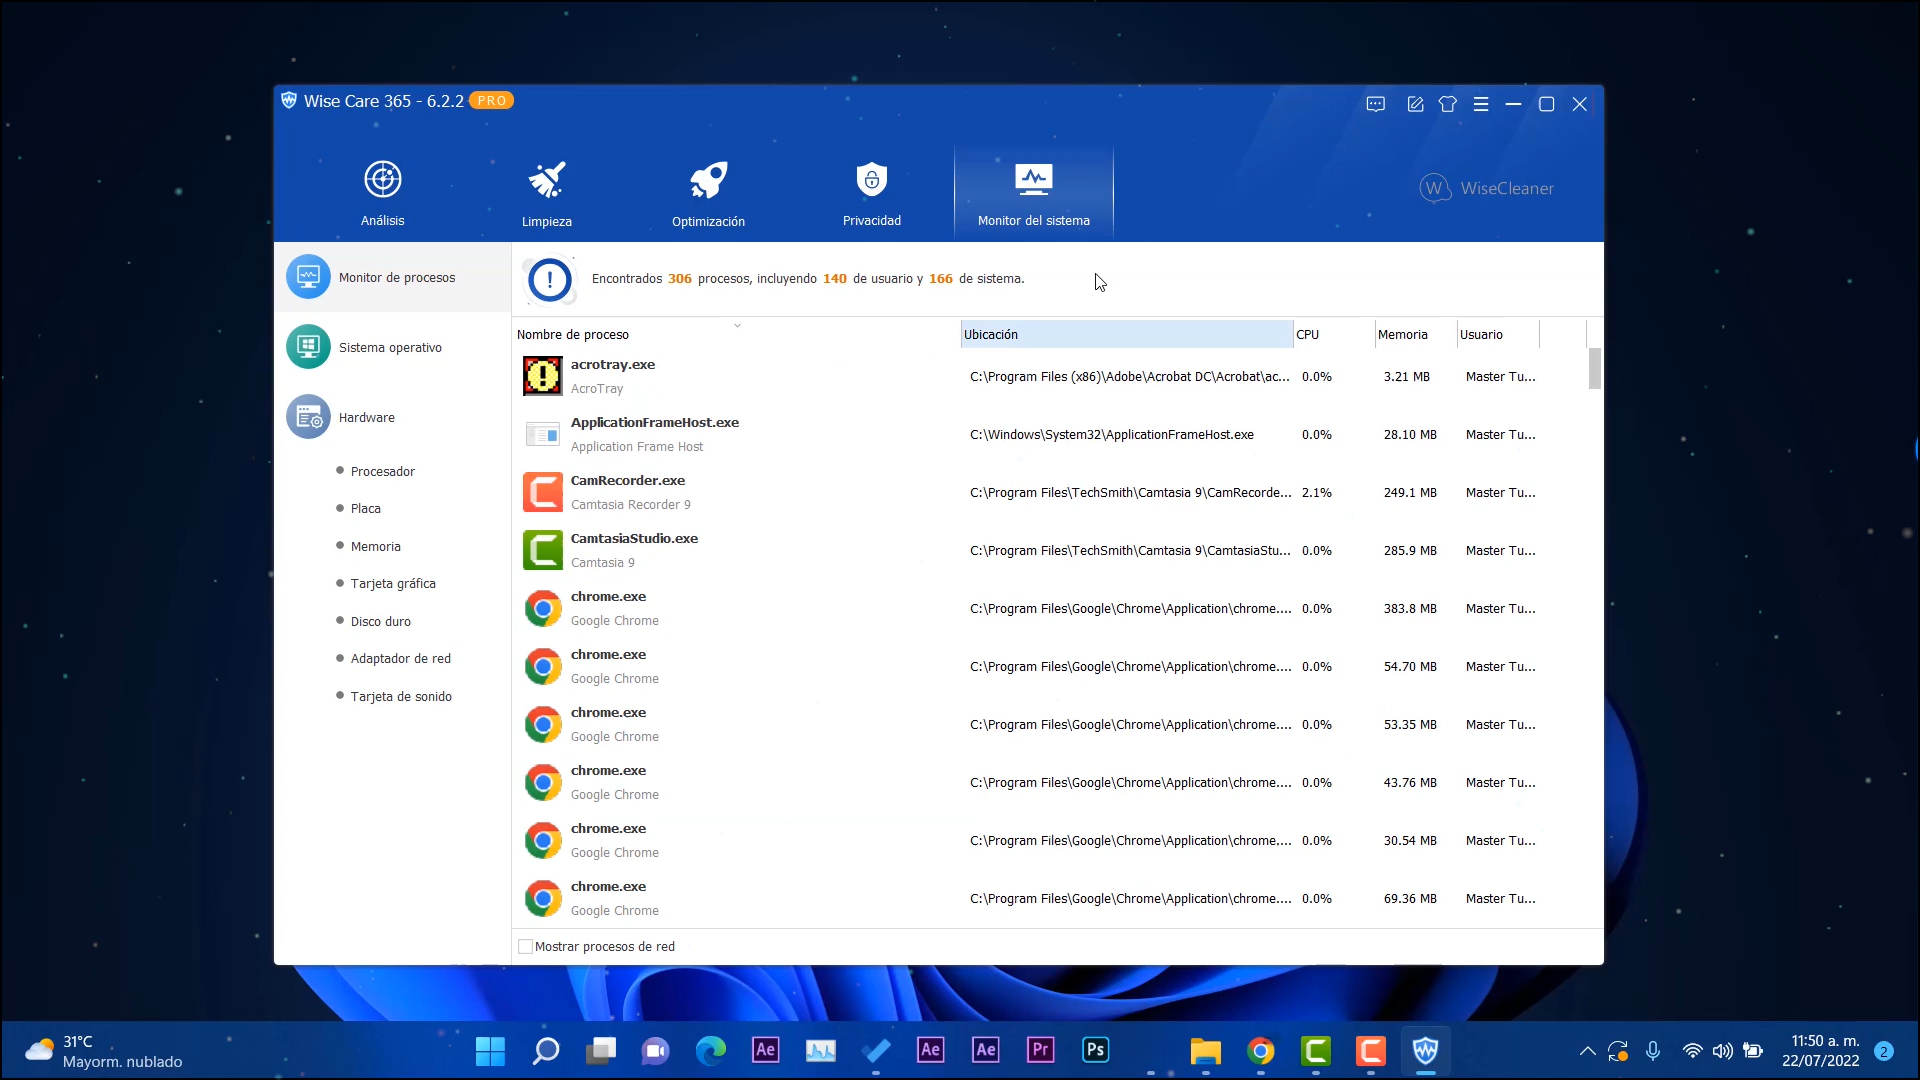 Wise Care 365 - 6.2.2 PRO
Análisis
Limpieza
Optimización
Privacidad
Monitor del sistema
W WiseCleaner
Monitor de procesos
Sistema operativo
Hardware
Procesador
Placa
Memoria
Tarjeta gráfica
Disco duro
Adaptador de red
Tarjeta de sonido
Encontrados 306 procesos, incluyendo 140 de usuario y 166 de sistema.
Nombre de proceso Ubicación CPU Memoria Usuario
acrotray.exe
AcroTray
C:\Program Files (x86)\Adobe\Acrobat DC\Acrobat\ac... 0.0% 3.21 MB Master Tu...
ApplicationFrameHost.exe
Application Frame Host
C:\Windows\System32\ApplicationFrameHost.exe 0.0% 28.10 MB Master Tu...
CamRecorder.exe
Camtasia Recorder 9
C:\Program Files\TechSmith\Camtasia 9\CamRecorde... 2.1% 249.1 MB Master Tu...
CamtasiaStudio.exe
Camtasia 9
C:\Program Files\TechSmith\Camtasia 9\CamtasiaStu... 0.0% 285.9 MB Master Tu...
chrome.exe
Google Chrome
C:\Program Files\Google\Chrome\Application\chrome.... 0.0% 383.8 MB Master Tu...
chrome.exe
Google Chrome
C:\Program Files\Google\Chrome\Application\chrome.... 0.0% 54.70 MB Master Tu...
chrome.exe
Google Chrome
C:\Program Files\Google\Chrome\Application\chrome.... 0.0% 53.35 MB Master Tu...
chrome.exe
Google Chrome
C:\Program Files\Google\Chrome\Application\chrome.... 0.0% 43.76 MB Master Tu...
chrome.exe
Google Chrome
C:\Program Files\Google\Chrome\Application\chrome.... 0.0% 30.54 MB Master Tu...
chrome.exe
Google Chrome
C:\Program Files\Google\Chrome\Application\chrome.... 0.0% 69.36 MB Master Tu...
Mostrar procesos de red
31°C
Mayorm. nublado
Ae
Ae
Ae
Pr
Ps
11:50 a. m.
22/07/2022
2